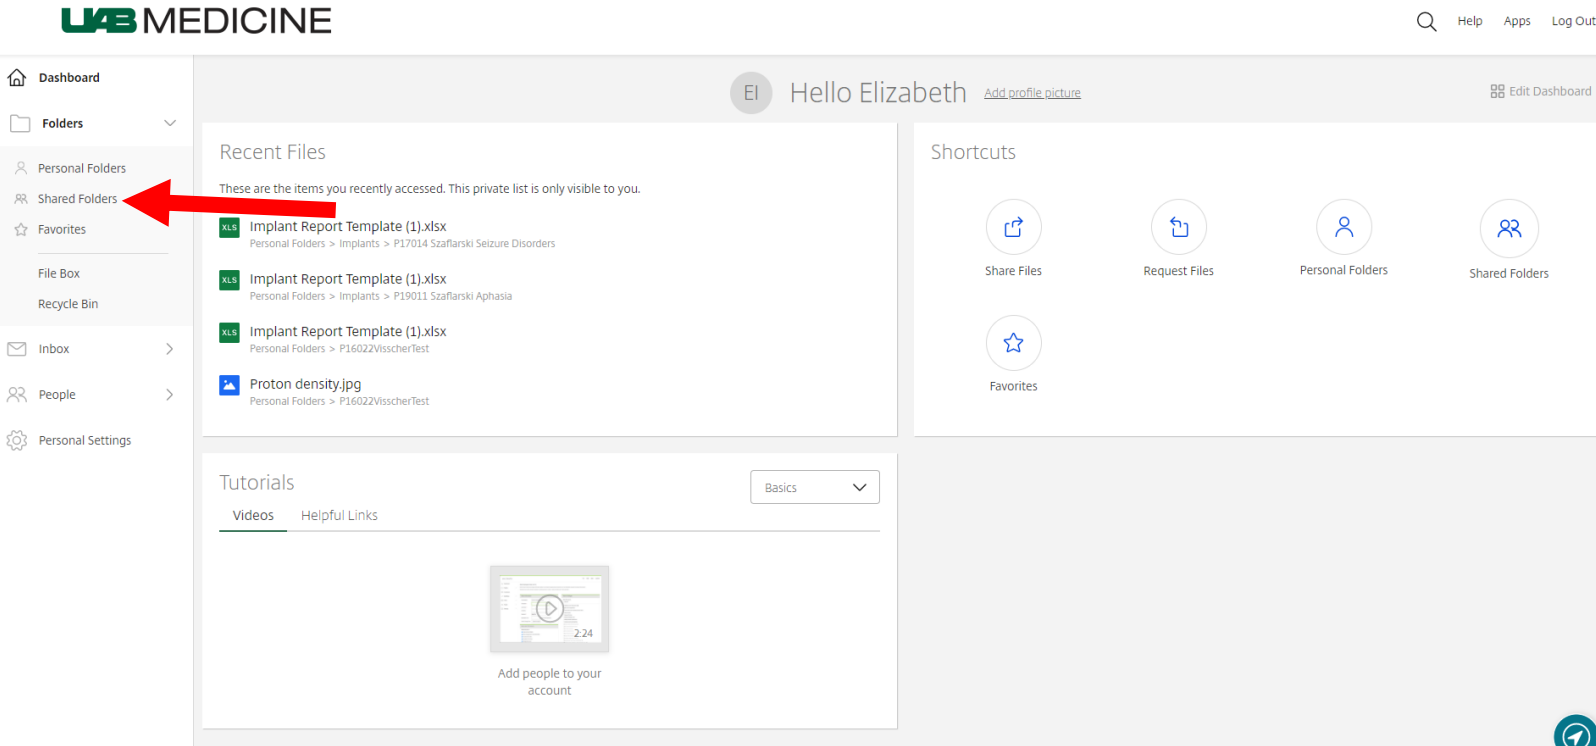 UAB MEDICINE
Help Apps Log Out
Dashboard
Folders
Personal Folders
Shared Folders
Favorites
File Box
Recycle Bin
Inbox
People
Personal Settings
EI Hello Elizabeth Add profile picture
Edit Dashboard
Recent Files
These are the items you recently accessed. This private list is only visible to you.
XLS Implant Report Template (1).xlsx
Personal Folders > Implants > P17014 Szaflarski Seizure Disorders
XLS Implant Report Template (1).xlsx
Personal Folders > Implants > P19011 Szaflarski Aphasia
XLS Implant Report Template (1).xlsx
Personal Folders > P16022VisscherTest
Proton density.jpg
Personal Folders > P16022VisscherTest
Shortcuts
Share Files
Request Files
Personal Folders
Shared Folders
Favorites
Tutorials
Basics
Videos Helpful Links
2:24
Add people to your
account